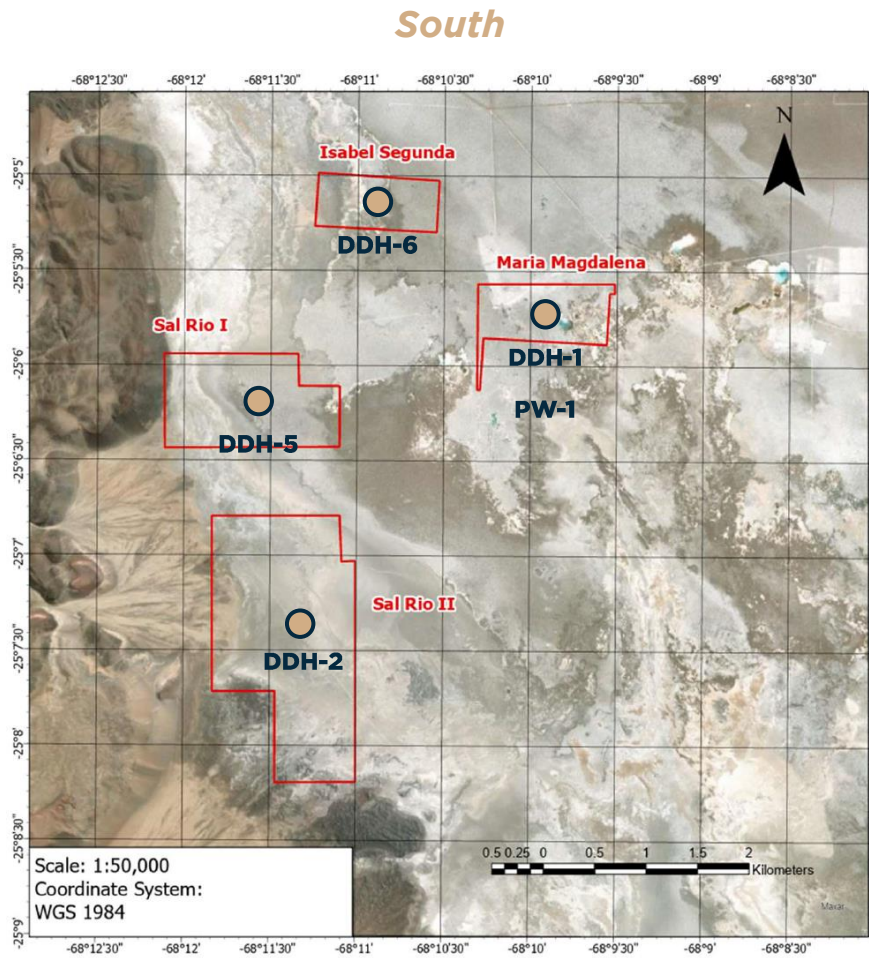 South
-68°12'30" -68°12' -68°11'30" -68°11' -68°10'30" -68°10' -68°9'30" -68°9' -68°8'30"
N
-25°5'
Isabel Segunda
DDH-6
-25°5'30"
Maria Magdalena
DDH-1
PW-1
Sal Rio I
-25°6'
DDH-5
-25°6'30"
-25°7'
Sal Rio II
-25°7'30"
DDH-2
-25°8'
-25°8'30"
0.5 0.25 0 0.5 1 1.5 2
Kilometers
Scale: 1:50,000
Coordinate System:
WGS 1984
Maxar
-25°9'
-68°12'30" -68°12' -68°11'30" -68°11' -68°10'30" -68°10' -68°9'30" -68°9' -68°8'30"